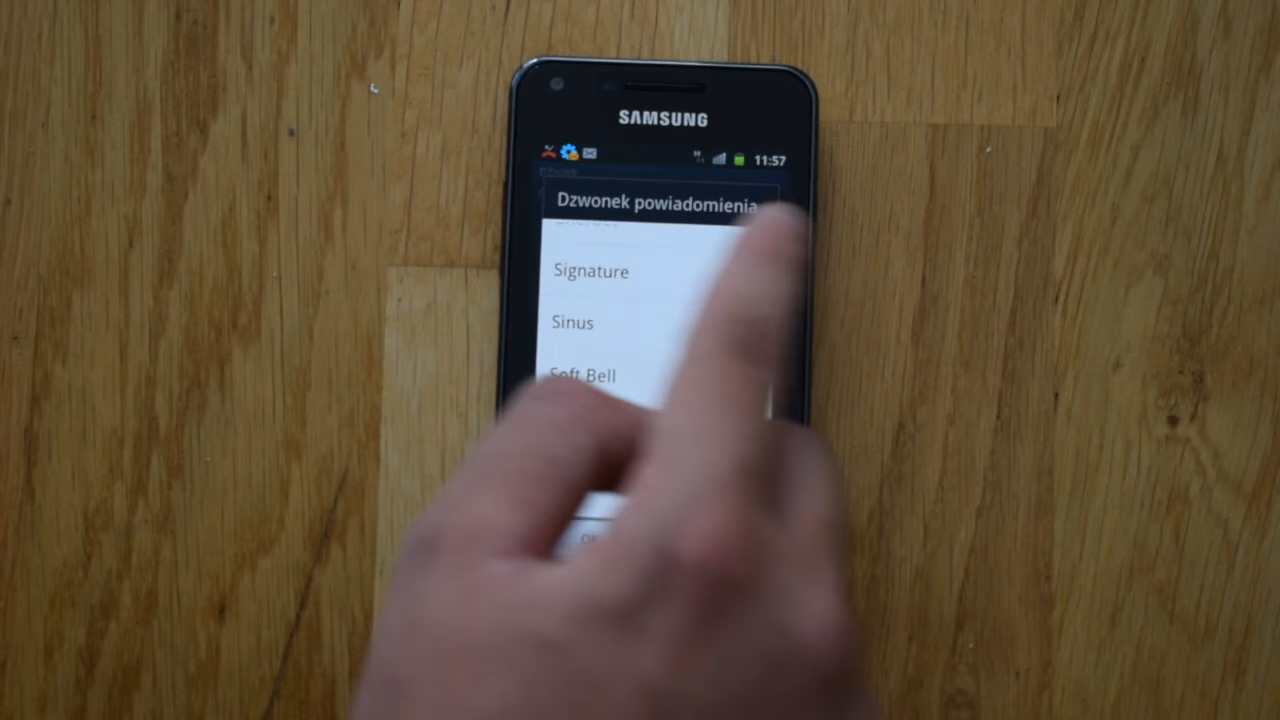 SAMSUNG
11:57
Dzwonek powiadomienia
Signature
Sinus
Soft Bell